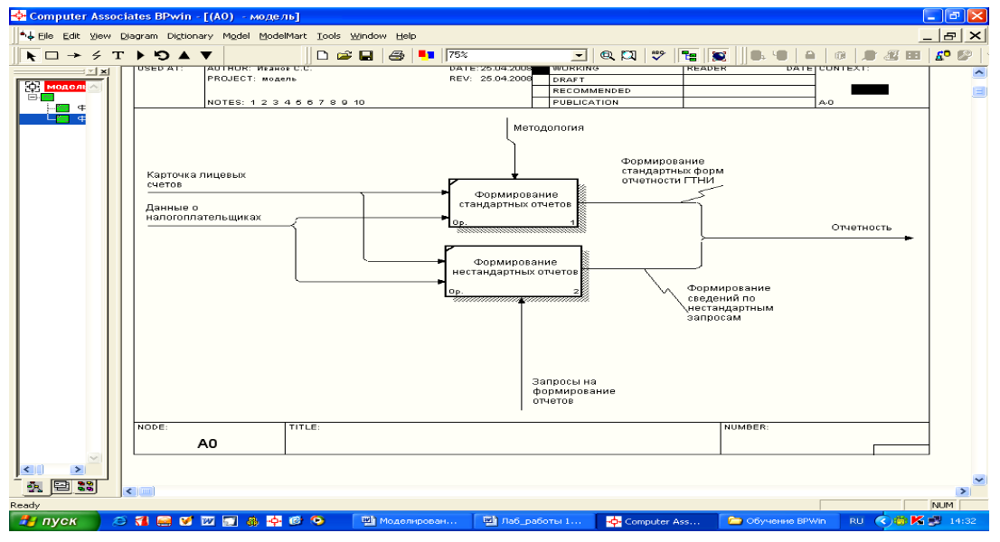 Computer Associates BPwin - [(A0) - модель]
File Edit View Diagram Dictionary Model ModelMart Tools Window Help
75%
USED AT: AUTHOR: Иванов С.С. DATE: 25.04.2008 WORKING READER DATE CONTEXT:
PROJECT: модель REV: 25.04.2008 DRAFT
RECOMMENDED
NOTES: 1 2 3 4 5 6 7 8 9 10 PUBLICATION A-0
модель
Ф
Ф
Методология
Формирование
стандартных форм
отчетности ГТНИ
Карточка лицевых
счетов
Формирование
стандартных отчетов
0р. 1
Данные о
налогоплательщиках
Отчетность
Формирование
нестандартных отчетов
0р. 2
Формирование
сведений по
нестандартным
запросам
Запросы на
формирование
отчетов
NODE: TITLE: NUMBER:
A0
Ready NUM
пуск Моделирован... Лаб_работы 1... Computer Ass... Обучение BPWin RU 14:32